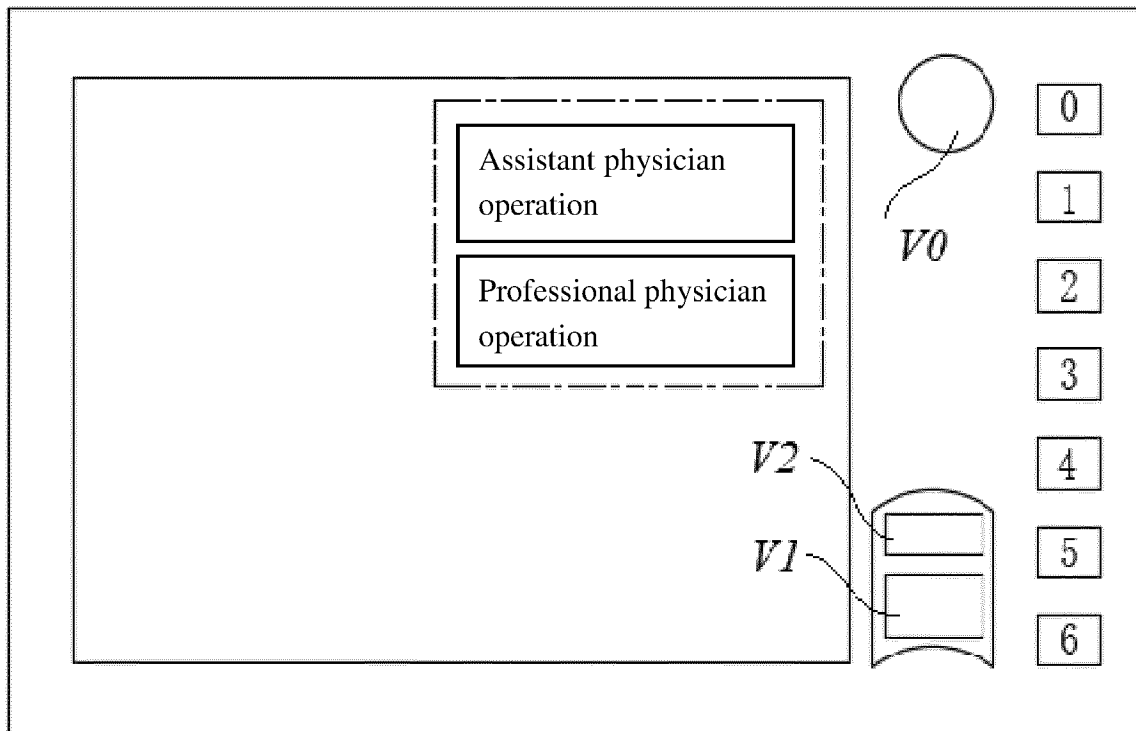 Assistant physician
operation
Professional physician
operation
V0
V2
V1
0
1
2
3
4
5
6